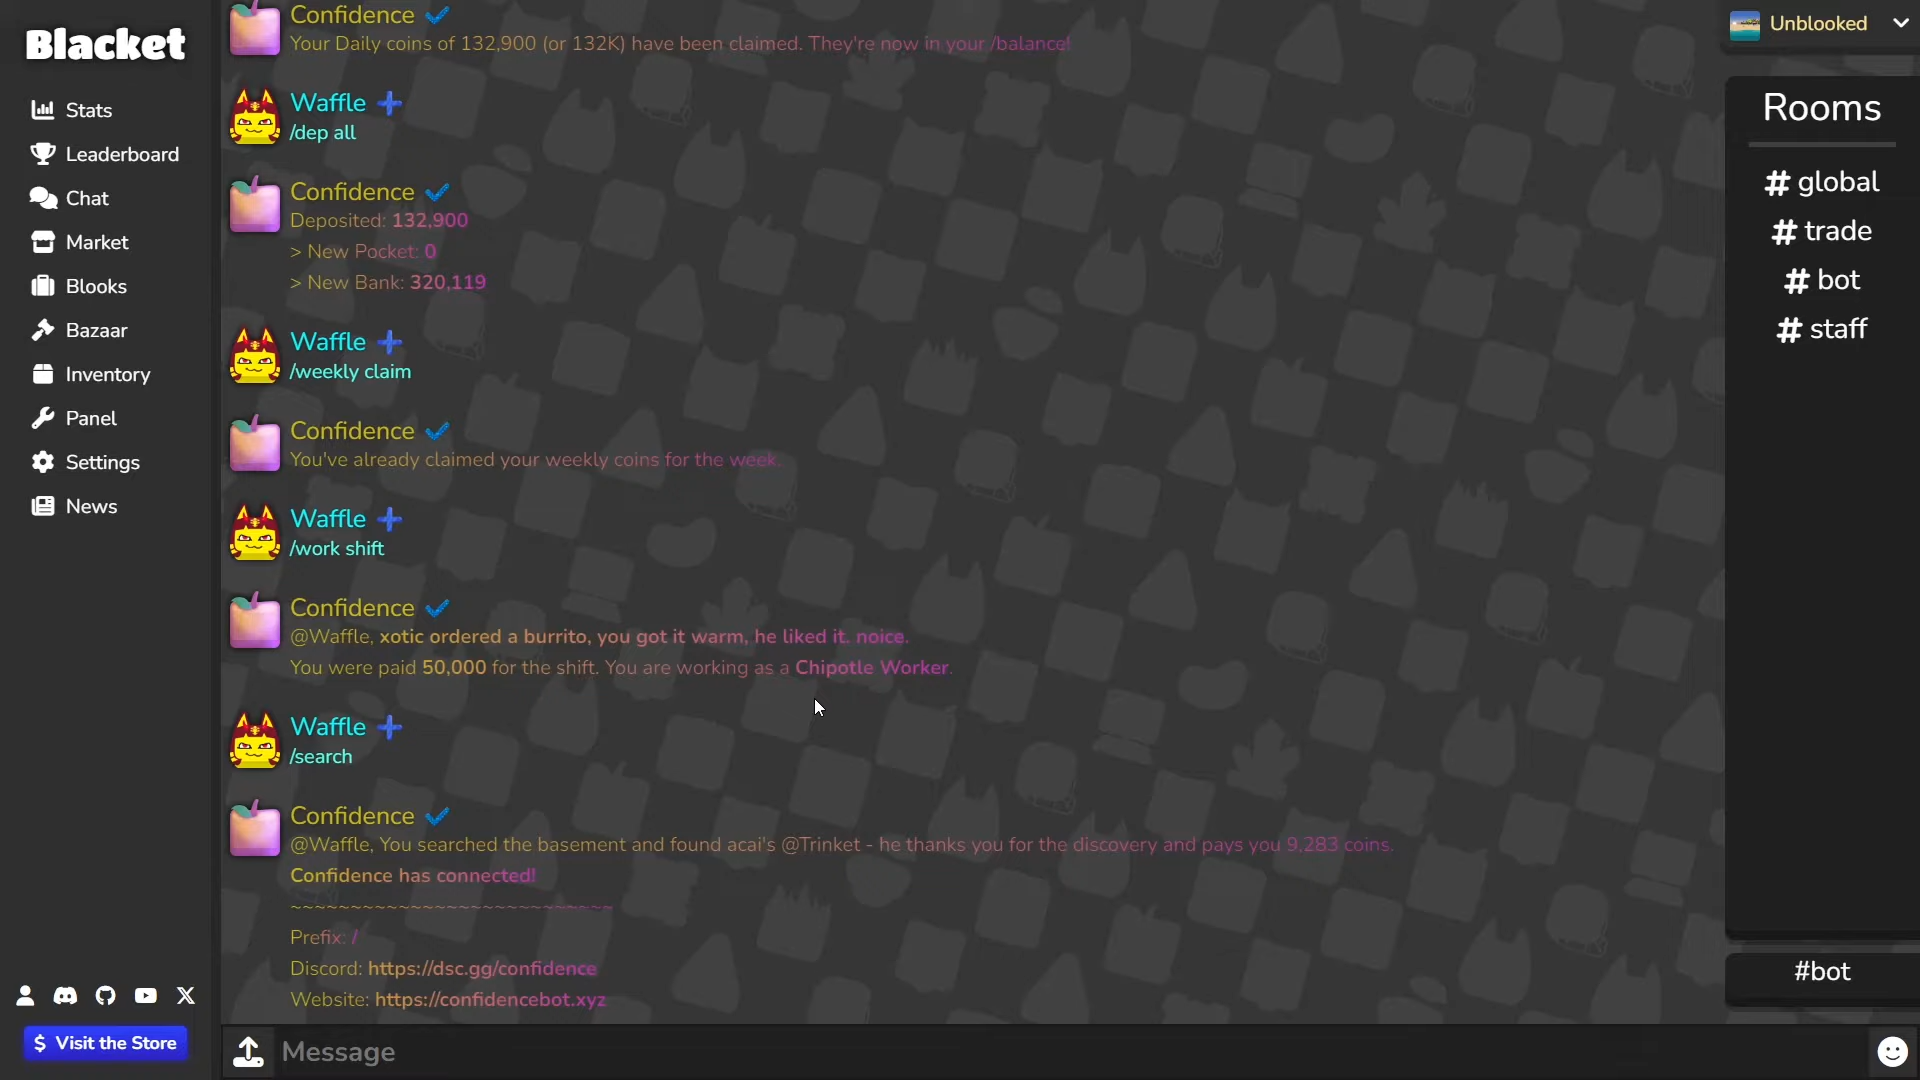 Blacket
Stats
Leaderboard
Chat
Market
Blooks
Bazaar
Inventory
Panel
Settings
News
$ Visit the Store
Confidence
Your Daily coins of 132,900 (or 132K) have been claimed. They're now in your /balance!
Waffle
/dep all
Confidence
Deposited: 132,900
> New Pocket: 0
> New Bank: 320,119
Waffle
/weekly claim
Confidence
You've already claimed your weekly coins for the week.
Waffle
/work shift
Confidence
@Waffle, xotic ordered a burrito, you got it warm, he liked it. noice.
You were paid 50,000 for the shift. You are working as a Chipotle Worker.
Waffle
/search
Confidence
@Waffle, You searched the basement and found acai's @Trinket - he thanks you for the discovery and pays you 9,283 coins.
Confidence has connected!
~~~~~~~~~~~~~~~~~~~~~~~~~~~
Prefix: /
Discord: https://dsc.gg/confidence
Website: https://confidencebot.xyz
Message
Unblooked
Rooms
# global
# trade
# bot
# staff
#bot